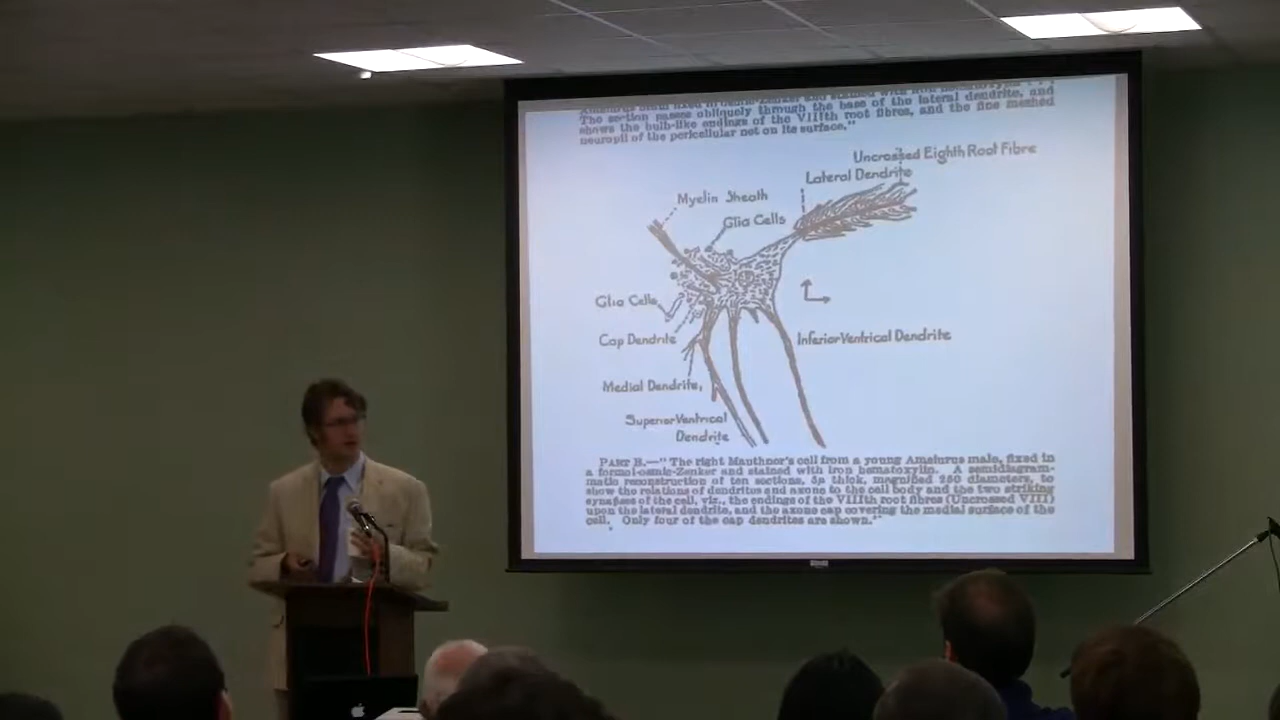 The section passes obliquely through the base of the lateral dendrite, and
shows the bulb-like endings of the VIIIth root fibres, and the fine meshed
neuropil of the pericellular net on its surface."
Uncrossed Eighth Root Fibre
Lateral Dendrite
Myelin Sheath
Glia Cells
Glia Cells
Cap Dendrite
Inferior Ventrical Dendrite
Medial Dendrite
Superior Ventrical
Dendrite
PART B.—"The right Mauthner's cell from a young Ameiurus male, fixed in
a formol-osmic-Zenker and stained with iron hematoxylin. A semidiagram-
matic reconstruction of ten sections, 5µ thick, magnified 250 diameters, to
show the relations of dendrites and axone to the cell body and the two striking
synapses of the cell, viz., the endings of the VIIIth root fibres (Uncrossed VIII)
upon the lateral dendrite, and the axone cap covering the medial surface of the
cell. Only four of the cap dendrites are shown."